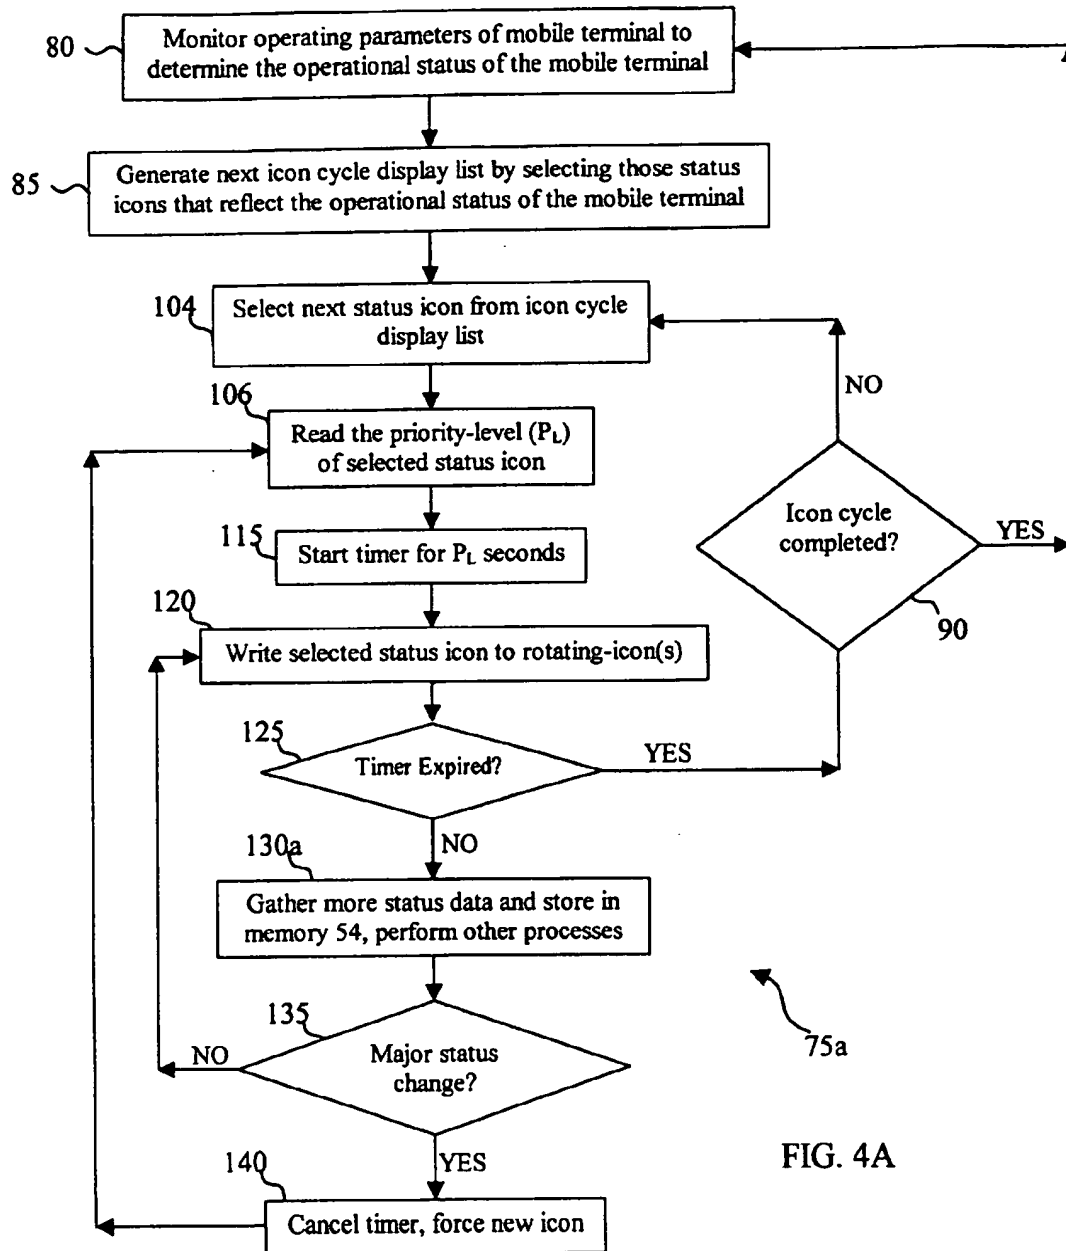 80
Monitor operating parameters of mobile terminal to
determine the operational status of the mobile terminal
85
Generate next icon cycle display list by selecting those status
icons that reflect the operational status of the mobile terminal
104
Select next status icon from icon cycle
display list
NO
106
Read the priority-level (PL)
of selected status icon
Icon cycle
completed?
YES
115
Start timer for PL seconds
90
120
Write selected status icon to rotating-icon(s)
125
Timer Expired?
YES
NO
130a
Gather more status data and store in
memory 54, perform other processes
75a
135
Major status
change?
NO
YES
FIG. 4A
140
Cancel timer, force new icon